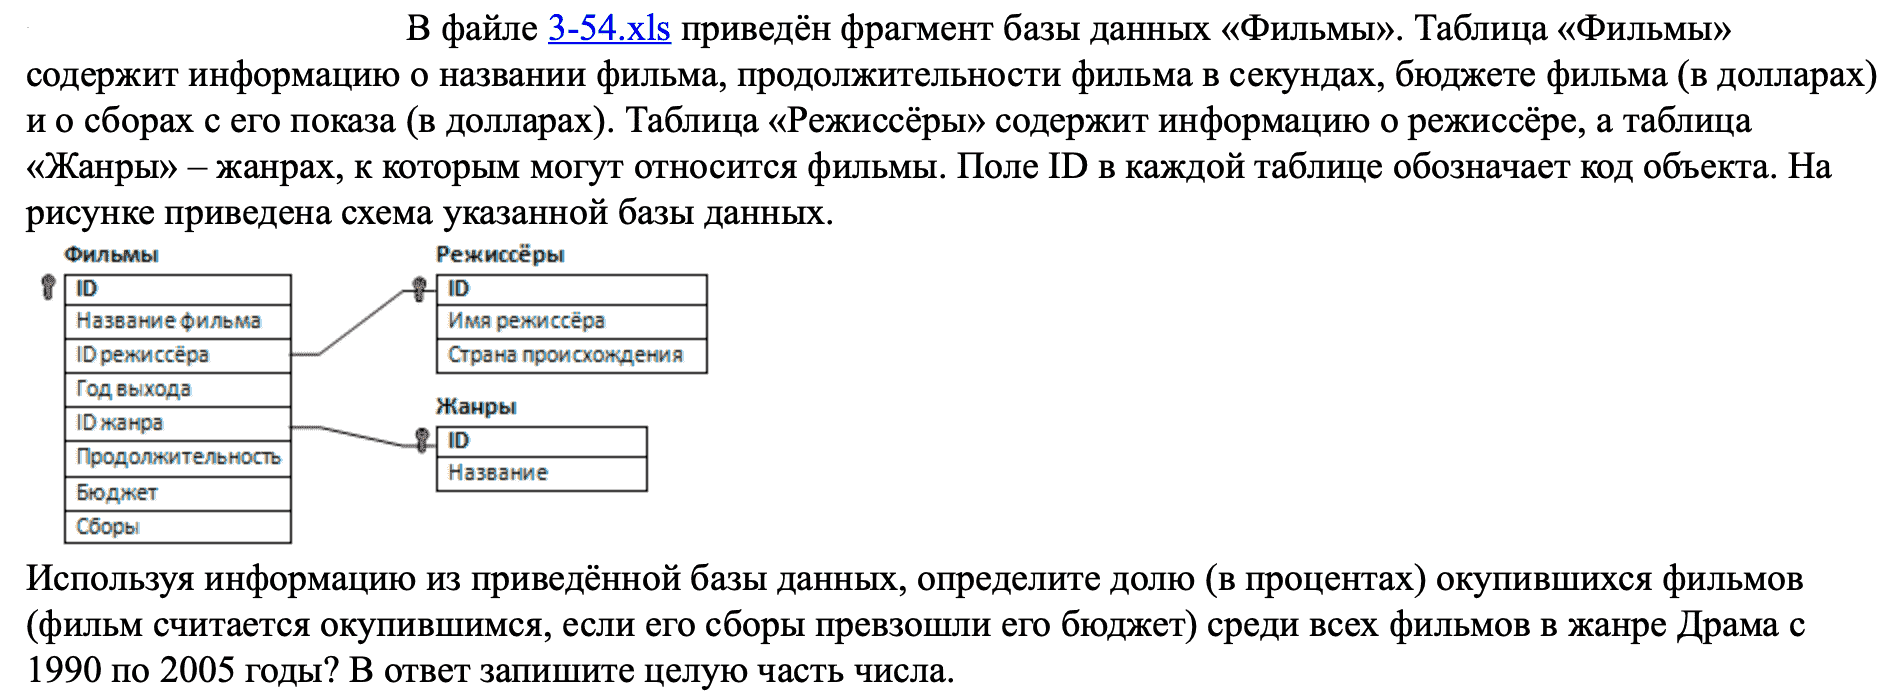 В файле 3-54.xls приведён фрагмент базы данных «Фильмы». Таблица «Фильмы»
содержит информацию о названии фильма, продолжительности фильма в секундах, бюджете фильма (в долларах)
и о сборах с его показа (в долларах). Таблица «Режиссёры» содержит информацию о режиссёре, а таблица
«Жанры» – жанрах, к которым могут относится фильмы. Поле ID в каждой таблице обозначает код объекта. На
рисунке приведена схема указанной базы данных.
Фильмы
ID
Название фильма
ID режиссёра
Год выхода
ID жанра
Продолжительность
Бюджет
Сборы
Режиссёры
ID
Имя режиссёра
Страна происхождения
Жанры
ID
Название
Используя информацию из приведённой базы данных, определите долю (в процентах) окупившихся фильмов
(фильм считается окупившимся, если его сборы превзошли его бюджет) среди всех фильмов в жанре Драма с
1990 по 2005 годы? В ответ запишите целую часть числа.